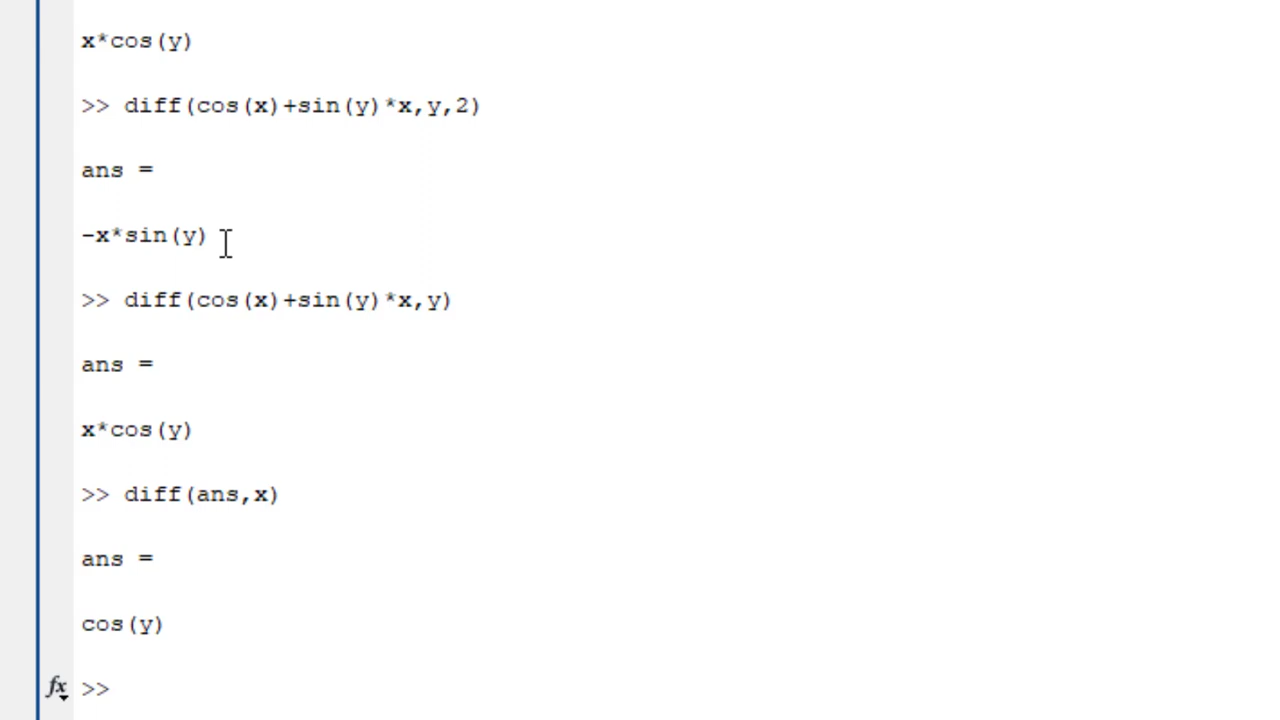 x*cos(y)
>> diff(cos(x)+sin(y)*x,y,2)
ans =
-x*sin(y)
>> diff(cos(x)+sin(y)*x,y)
ans =
x*cos(y)
>> diff(ans,x)
ans =
cos(y)
fx >>